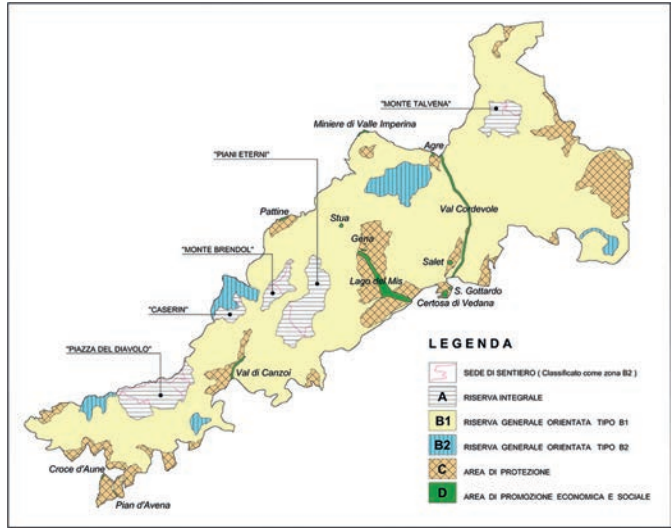 "MONTE TALVENA"
Miniere di Valle Imperina
Agre
"PIANI ETERNI"
Val Cordevole
Pattine
Stua
Gena
"MONTE BRENDOL"
Salet
Lago del Mis
S. Gottardo
Certosa di Vedana
"CASERIN"
"PIAZZA DEL DIAVOLO"
Val di Canzoi
Croce d'Aune
Pian d'Avena
LEGENDA
SEDE DI SENTIERO ( Classificato come zona B2 )
A RISERVA INTEGRALE
B1 RISERVA GENERALE ORIENTATA TIPO B1
B2 RISERVA GENERALE ORIENTATA TIPO B2
C AREA DI PROTEZIONE
D AREA DI PROMOZIONE ECONOMICA E SOCIALE